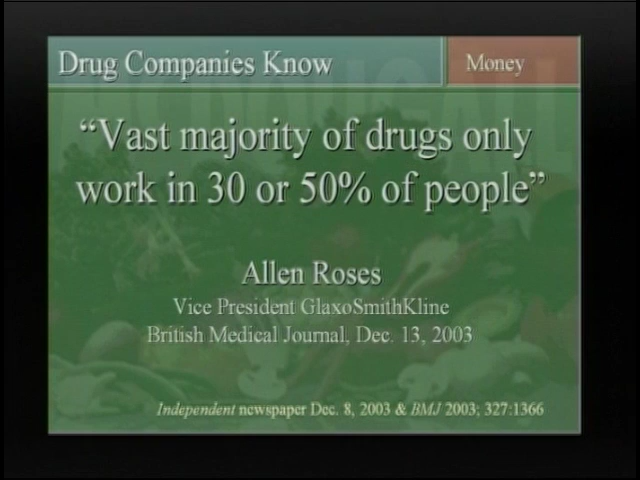 Drug Companies Know
Money
McDOUGALL
“Vast majority of drugs only
work in 30 or 50% of people”
Allen Roses
Vice President GlaxoSmithKline
British Medical Journal, Dec. 13, 2003
Independent newspaper Dec. 8, 2003 & BMJ 2003; 327:1366